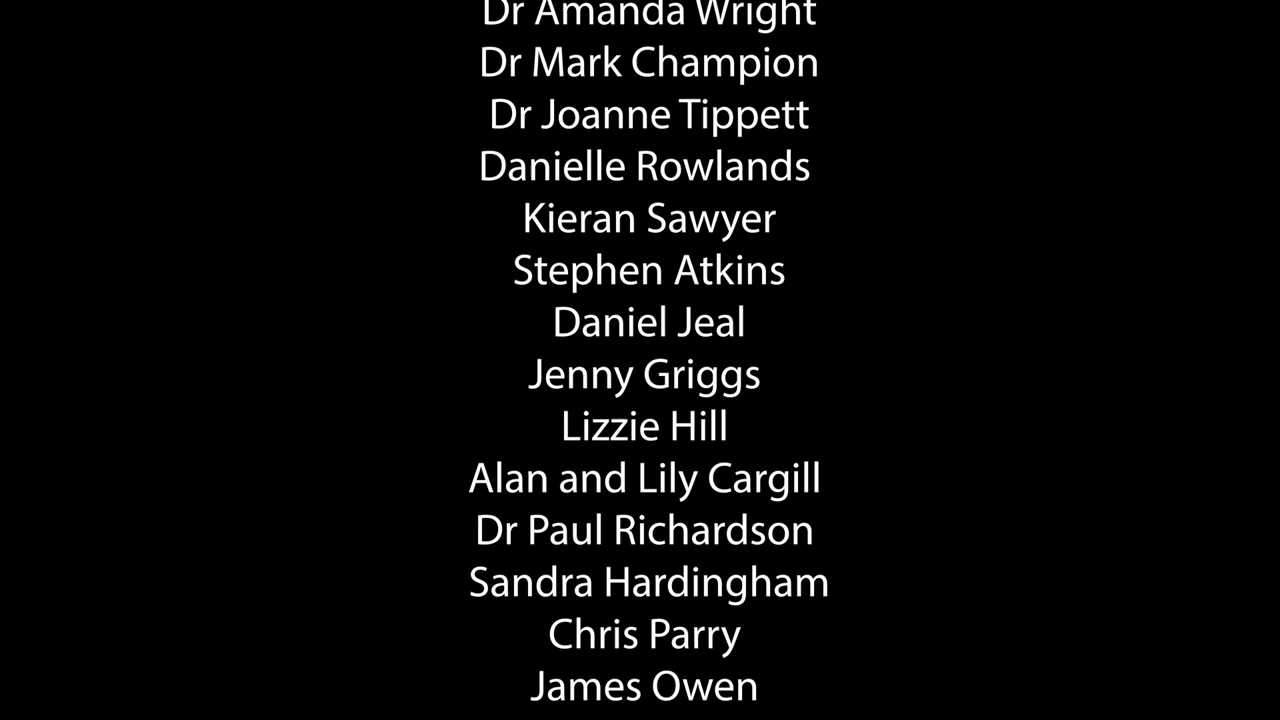 Dr Amanda Wright
Dr Mark Champion
Dr Joanne Tippett
Danielle Rowlands
Kieran Sawyer
Stephen Atkins
Daniel Jeal
Jenny Griggs
Lizzie Hill
Alan and Lily Cargill
Dr Paul Richardson
Sandra Hardingham
Chris Parry
James Owen